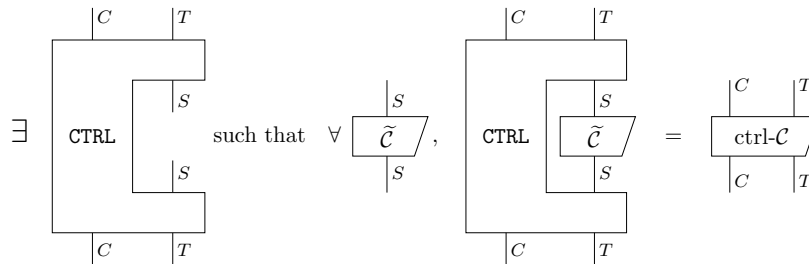 C T C T
S S S C T
∃ CTRL such that ∀ C̃ , CTRL C̃ = ctrl-C
S S S C T
C T C T